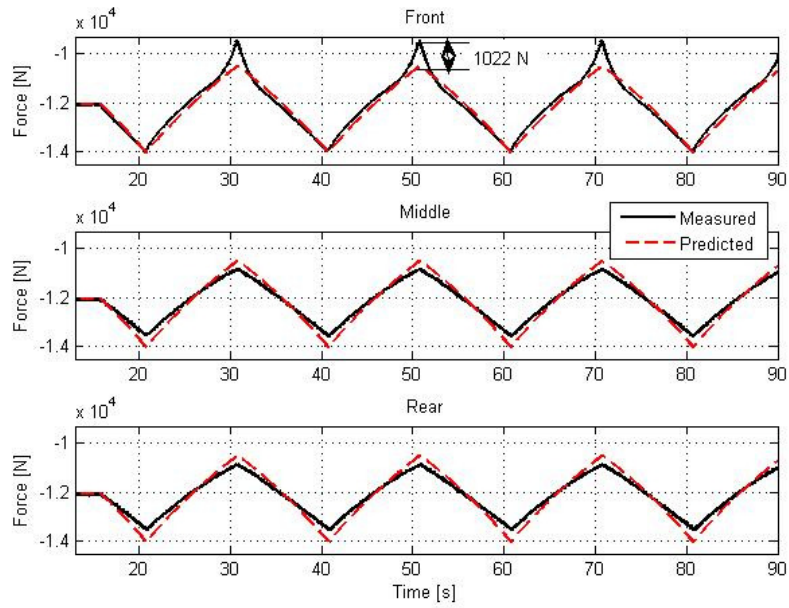 Front
x 10^4
Force [N]
-1
-1.2
-1.4
1022 N
20 30 40 50 60 70 80 90
Middle
x 10^4
Force [N]
-1
-1.2
-1.4
Measured
Predicted
20 30 40 50 60 70 80 90
Rear
x 10^4
Force [N]
-1
-1.2
-1.4
20 30 40 50 60 70 80 90
Time [s]